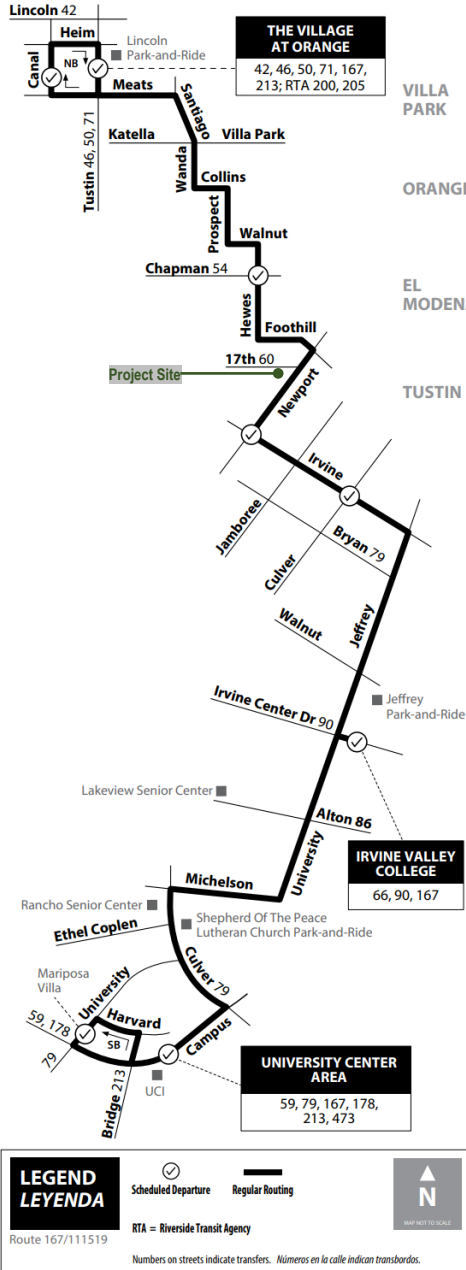 Lincoln 42
Heim
Lincoln
Park-and-Ride
THE VILLAGE
AT ORANGE
42, 46, 50, 71, 167,
213; RTA 200, 205
Canal
NB
Meats
Santiago
VILLA
PARK
Tustin 46, 50, 71
Katella
Villa Park
Wanda
Collins
ORANGE
Prospect
Walnut
Chapman 54
EL
MODENA
Hewes
Foothill
17th 60
Project Site
Newport
TUSTIN
Irvine
Jamboree
Culver
Bryan 79
Walnut
Jeffrey
Irvine Center Dr 90
Jeffrey
Park-and-Ride
Lakeview Senior Center
Alton 86
University
IRVINE VALLEY
COLLEGE
66, 90, 167
Michelson
Rancho Senior Center
Shepherd Of The Peace
Lutheran Church Park-and-Ride
Ethel Coplen
Culver 79
Mariposa
Villa
University
Harvard
59, 178
SB
Campus
79
Bridge 213
UCI
UNIVERSITY CENTER
AREA
59, 79, 167, 178,
213, 473
LEGEND
LEYENDA
Scheduled Departure
Regular Routing
N
MAP NOT TO SCALE
RTA = Riverside Transit Agency
Route 167/111519
Numbers on streets indicate transfers. Números en la calle indican transbordos.